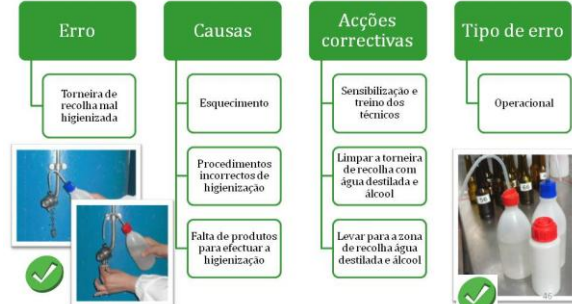 Erro
Causas
Acções
correctivas
Tipo de erro
Torneira de
recolha mal
higienizada
Esquecimento
Procedimentos
incorrectos de
higienização
Falta de produtos
para efectuar a
higienização
Sensibilização e
treino dos
técnicos
Limpar a torneira
de recolha com
água destilada e
álcool
Levar para a zona
de recolha água
destilada e álcool
Operacional
56
46